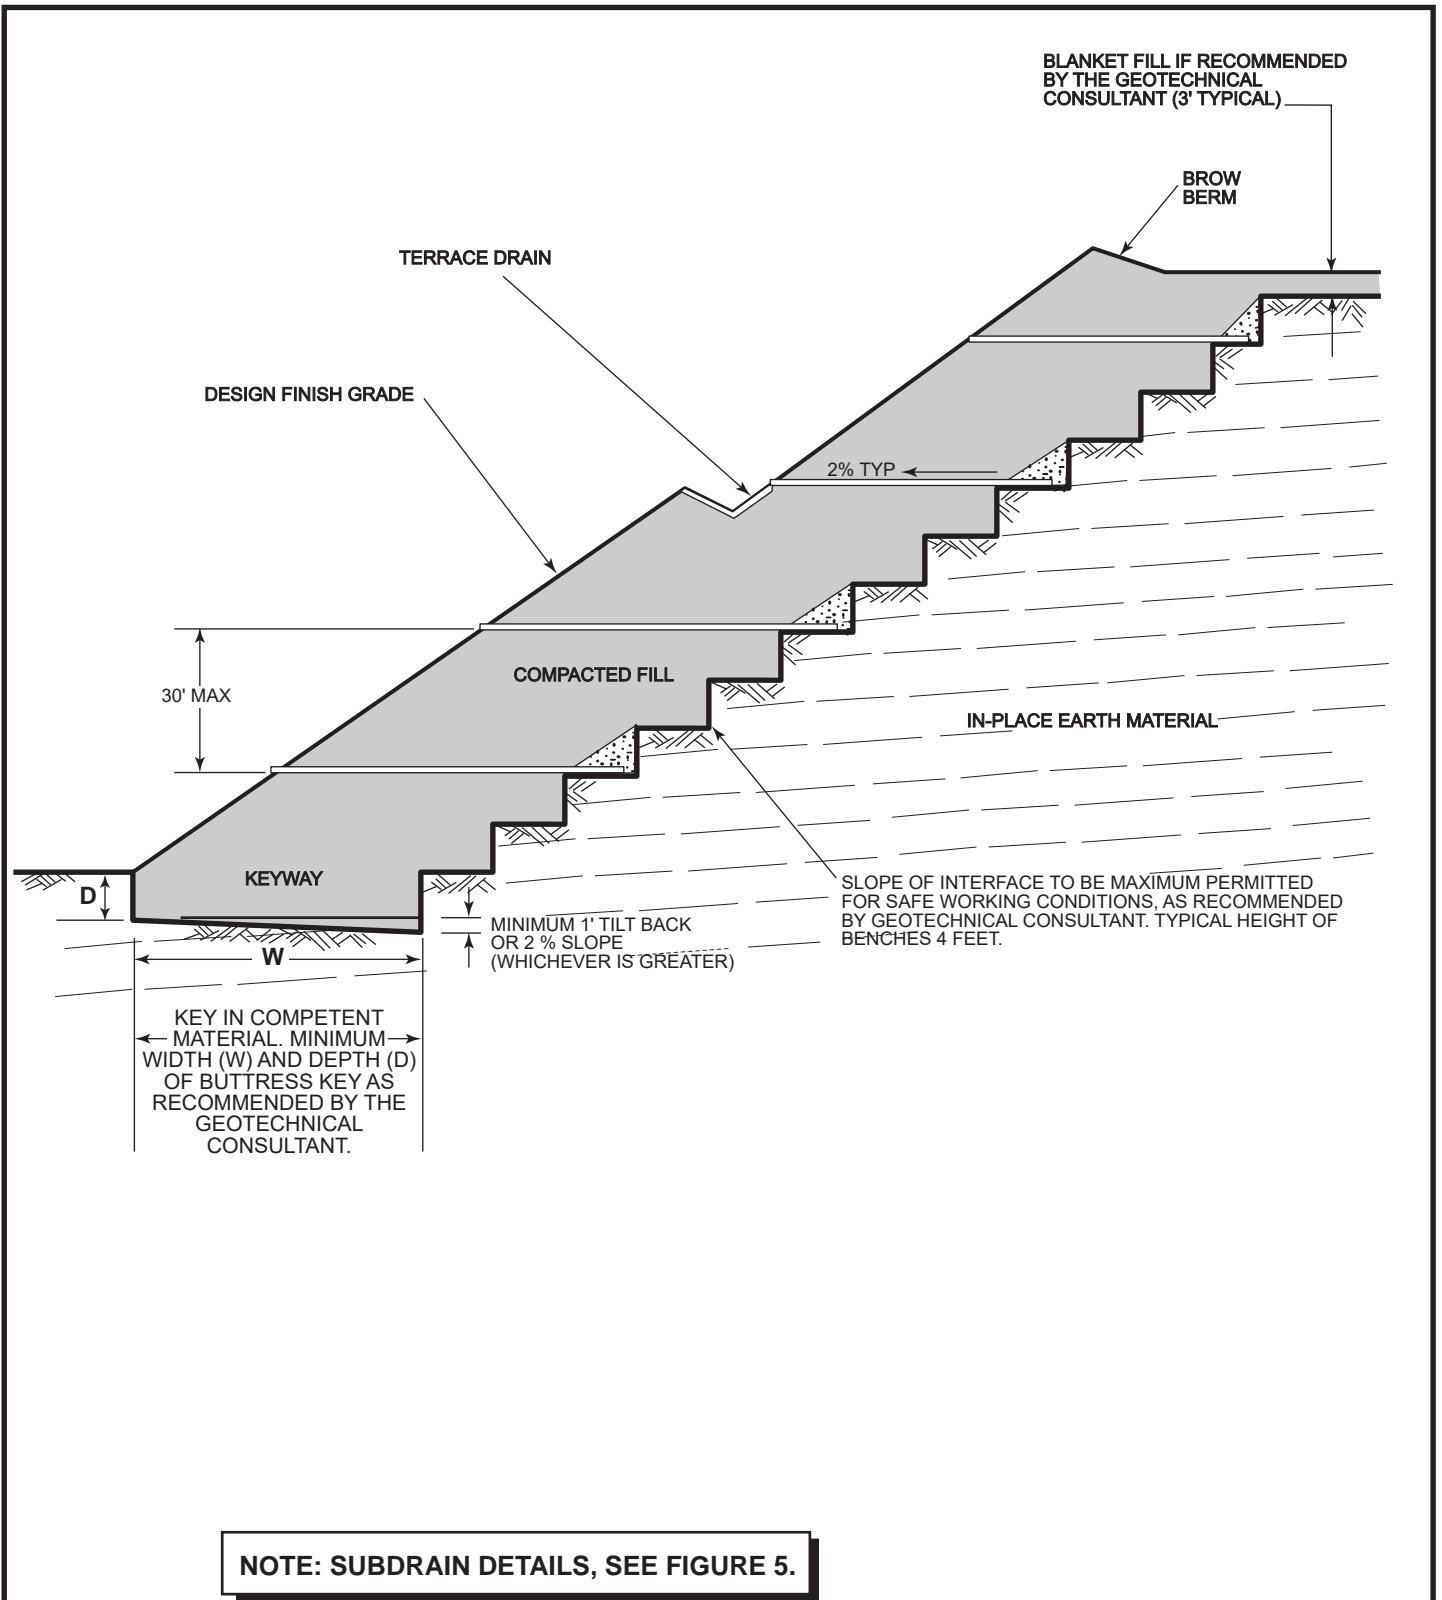 BLANKET FILL IF RECOMMENDED
BY THE GEOTECHNICAL
CONSULTANT (3' TYPICAL)
BROW
BERM
TERRACE DRAIN
DESIGN FINISH GRADE
2% TYP
COMPACTED FILL
30' MAX
IN-PLACE EARTH MATERIAL
KEYWAY
D
SLOPE OF INTERFACE TO BE MAXIMUM PERMITTED
FOR SAFE WORKING CONDITIONS, AS RECOMMENDED
BY GEOTECHNICAL CONSULTANT. TYPICAL HEIGHT OF
BENCHES 4 FEET.
MINIMUM 1' TILT BACK
OR 2 % SLOPE
(WHICHEVER IS GREATER)
W
KEY IN COMPETENT
MATERIAL. MINIMUM
WIDTH (W) AND DEPTH (D)
OF BUTTRESS KEY AS
RECOMMENDED BY THE
GEOTECHNICAL
CONSULTANT.
NOTE: SUBDRAIN DETAILS, SEE FIGURE 5.